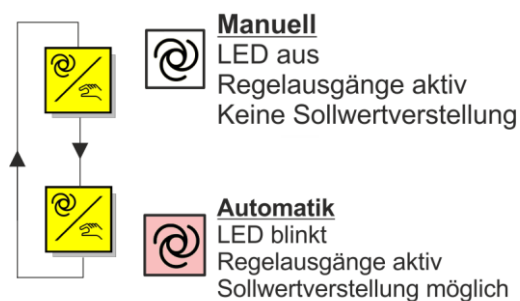 Manuell
LED aus
Regelausgänge aktiv
Keine Sollwertverstellung
Automatik
LED blinkt
Regelausgänge aktiv
Sollwertverstellung möglich